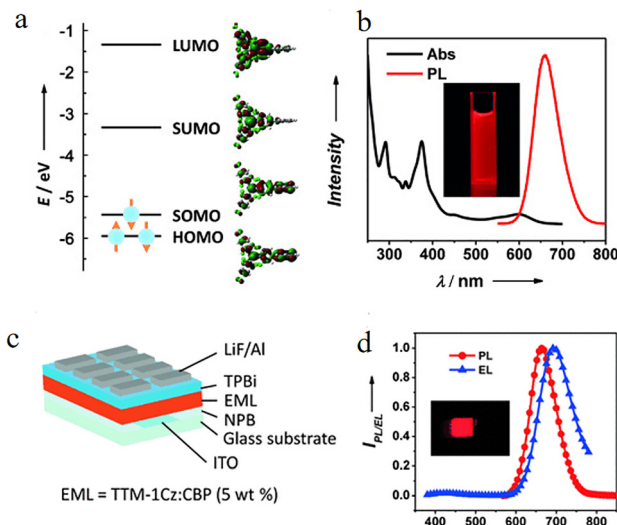 a
-1
-2
-3
-4
-5
-6
E / eV
LUMO
SUMO
SOMO
HOMO
b
Abs
PL
Intensity
300 400 500 600 700 800
λ / nm
c
LiF/Al
TPBi
EML
NPB
Glass substrate
ITO
EML = TTM-1Cz:CBP (5 wt %)
d
PL
EL
1.0
0.8
0.6
0.4
0.2
0.0
I PL/EL
400 500 600 700 800
λ / nm